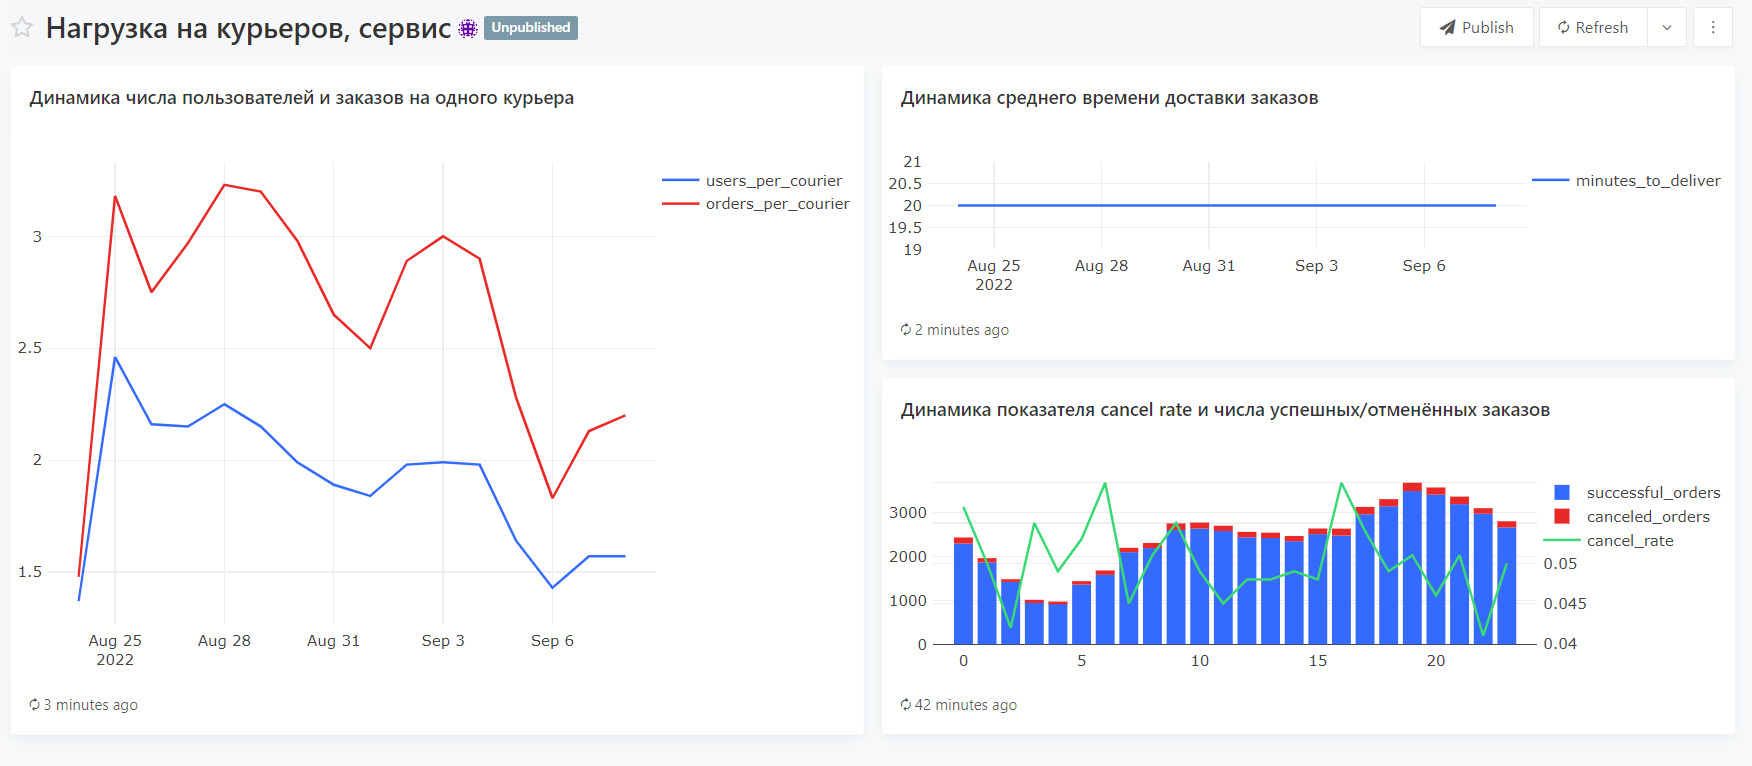 Нагрузка на курьеров, сервис
Unpublished
Publish
Refresh
Динамика числа пользователей и заказов на одного курьера
users_per_courier
orders_per_courier
3
2.5
2
1.5
Aug 25
2022
Aug 28
Aug 31
Sep 3
Sep 6
3 minutes ago
Динамика среднего времени доставки заказов
21
20.5
20
19.5
19
minutes_to_deliver
Aug 25
2022
Aug 28
Aug 31
Sep 3
Sep 6
2 minutes ago
Динамика показателя cancel rate и числа успешных/отменённых заказов
successful_orders
canceled_orders
cancel_rate
3000
2000
1000
0
0.05
0.045
0.04
0
5
10
15
20
42 minutes ago